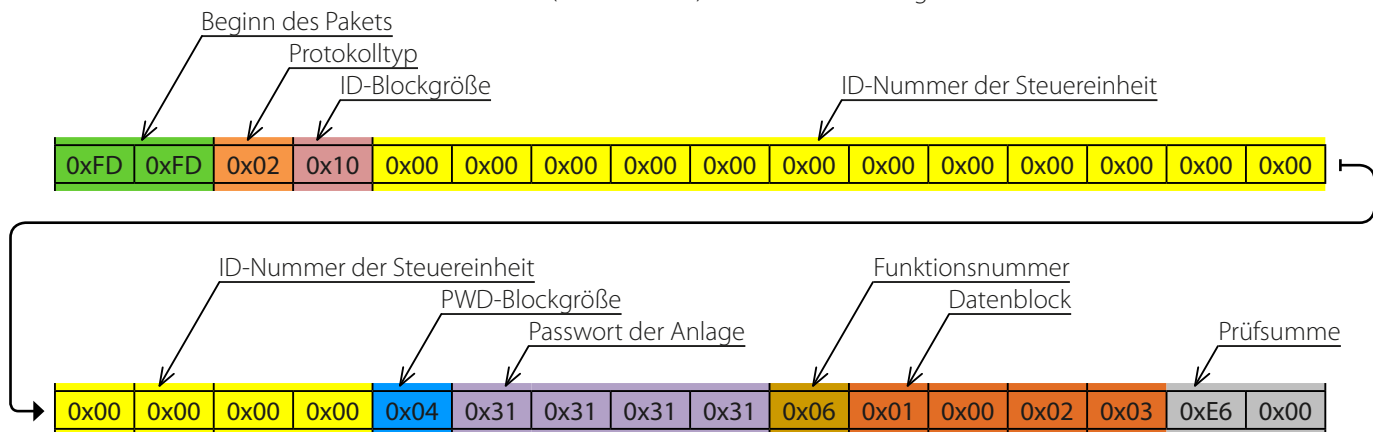 Beginn des Pakets
Protokolltyp
ID-Blockgröße
ID-Nummer der Steuereinheit
0xFD 0xFD 0x02 0x10 0x00 0x00 0x00 0x00 0x00 0x00 0x00 0x00 0x00 0x00 0x00 0x00
ID-Nummer der Steuereinheit
Funktionsnummer
PWD-Blockgröße
Datenblock
Passwort der Anlage
Prüfsumme
0x00 0x00 0x00 0x00 0x04 0x31 0x31 0x31 0x31 0x06 0x01 0x00 0x02 0x03 0xE6 0x00